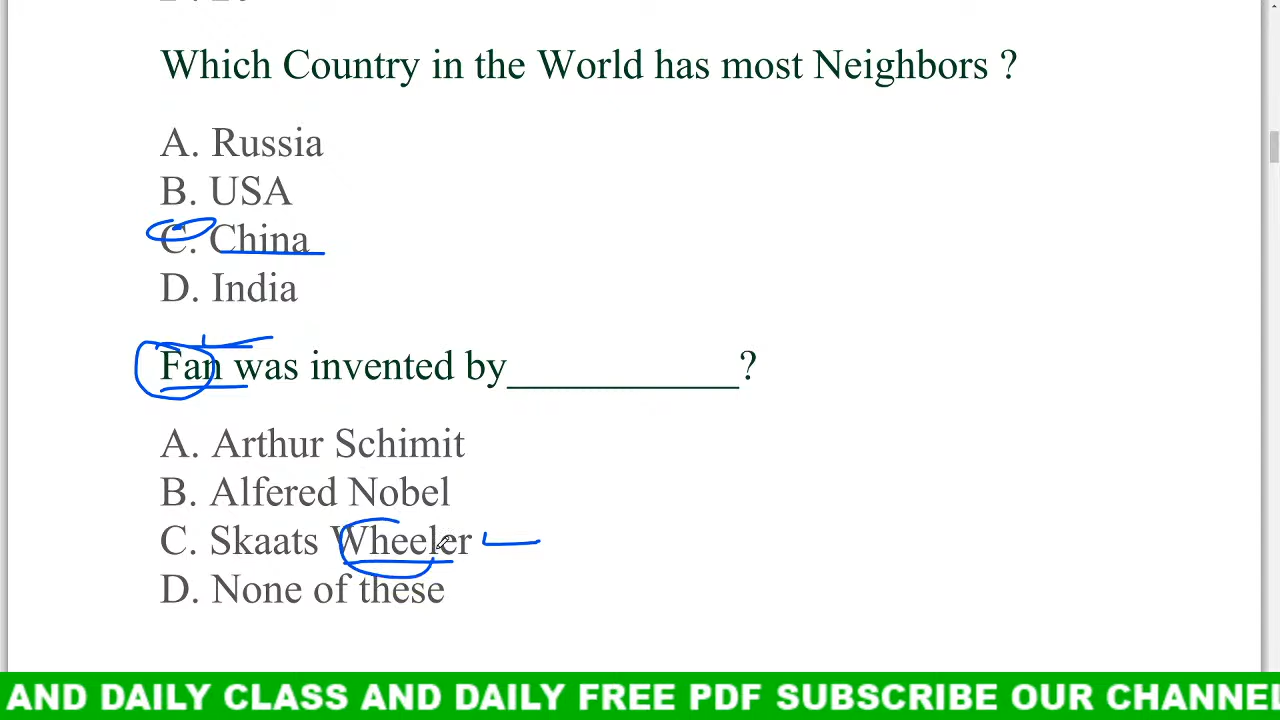 Which Country in the World has most Neighbors ?
A. Russia
B. USA
C. China
D. India
Fan was invented by___________?
A. Arthur Schimit
B. Alfered Nobel
C. Skaats Wheeler
D. None of these
AND DAILY CLASS AND DAILY FREE PDF SUBSCRIBE OUR CHANNE